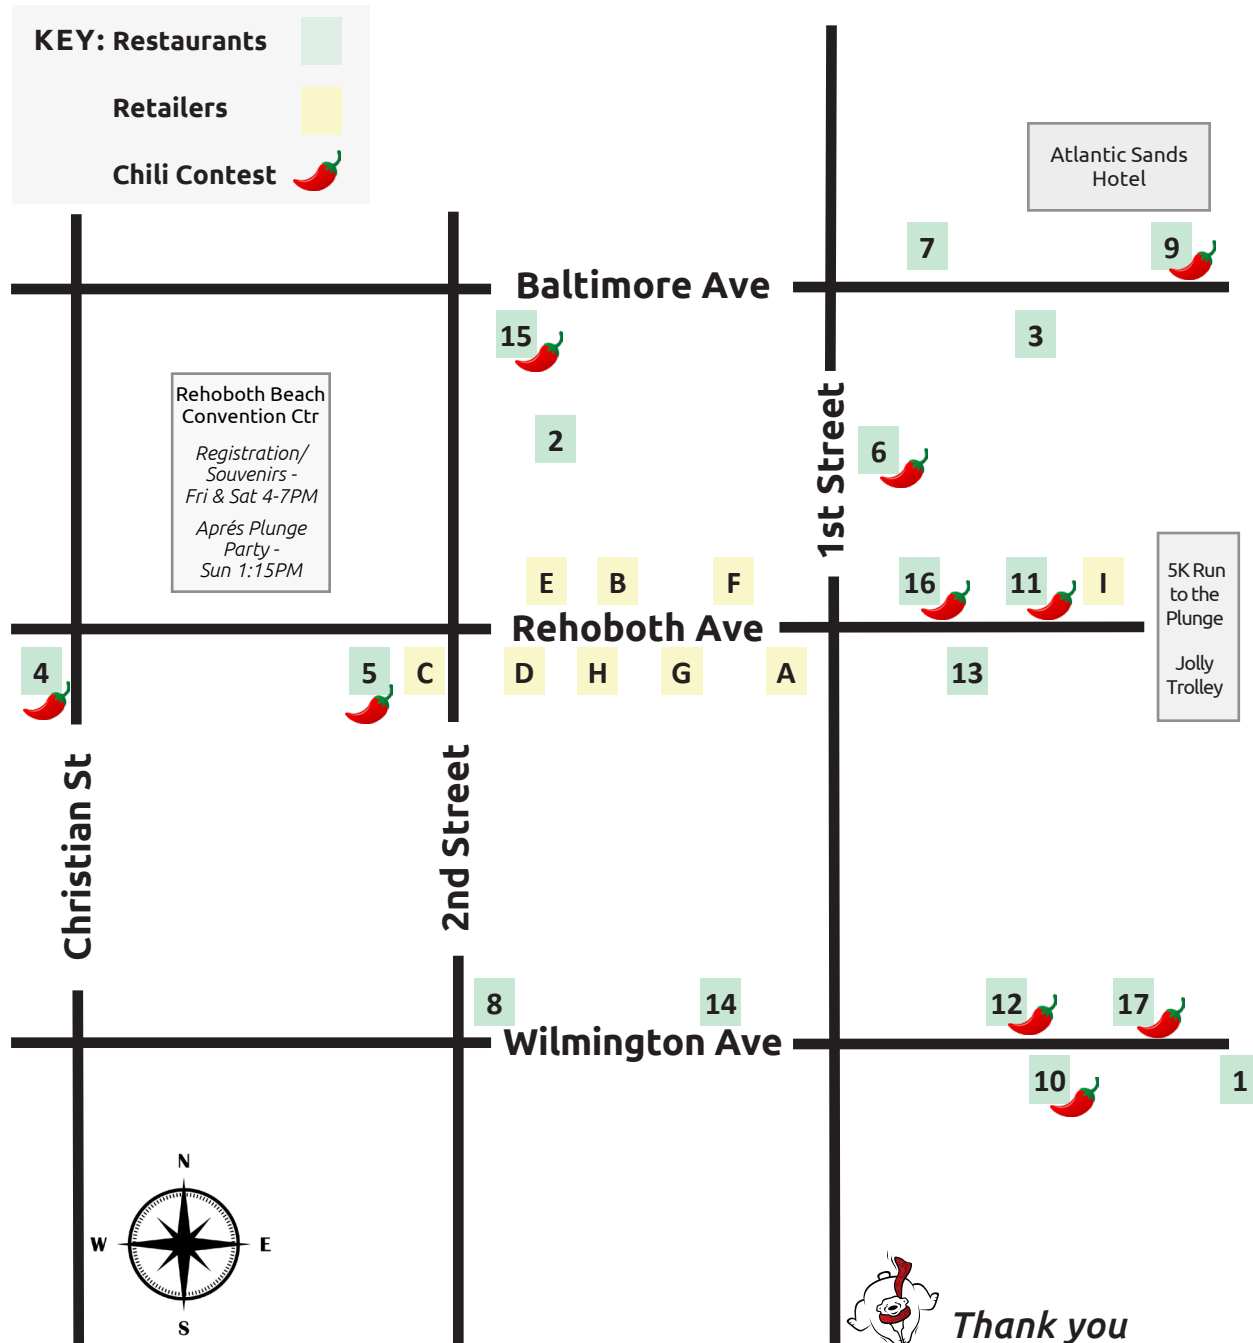 KEY: Restaurants
Retailers
Chili Contest
Atlantic Sands
Hotel
7
9
Baltimore Ave
15
3
Rehoboth Beach
Convention Ctr
Registration/
Souvenirs -
Fri & Sat 4-7PM
Aprés Plunge
Party -
Sun 1:15PM
2
1st Street
6
E
B
F
16
11
I
5K Run
to the
Plunge
Jolly
Trolley
Rehoboth Ave
4
5
C
D
H
G
A
13
Christian St
2nd Street
8
14
12
17
Wilmington Ave
10
1
N
W
E
S
Thank you